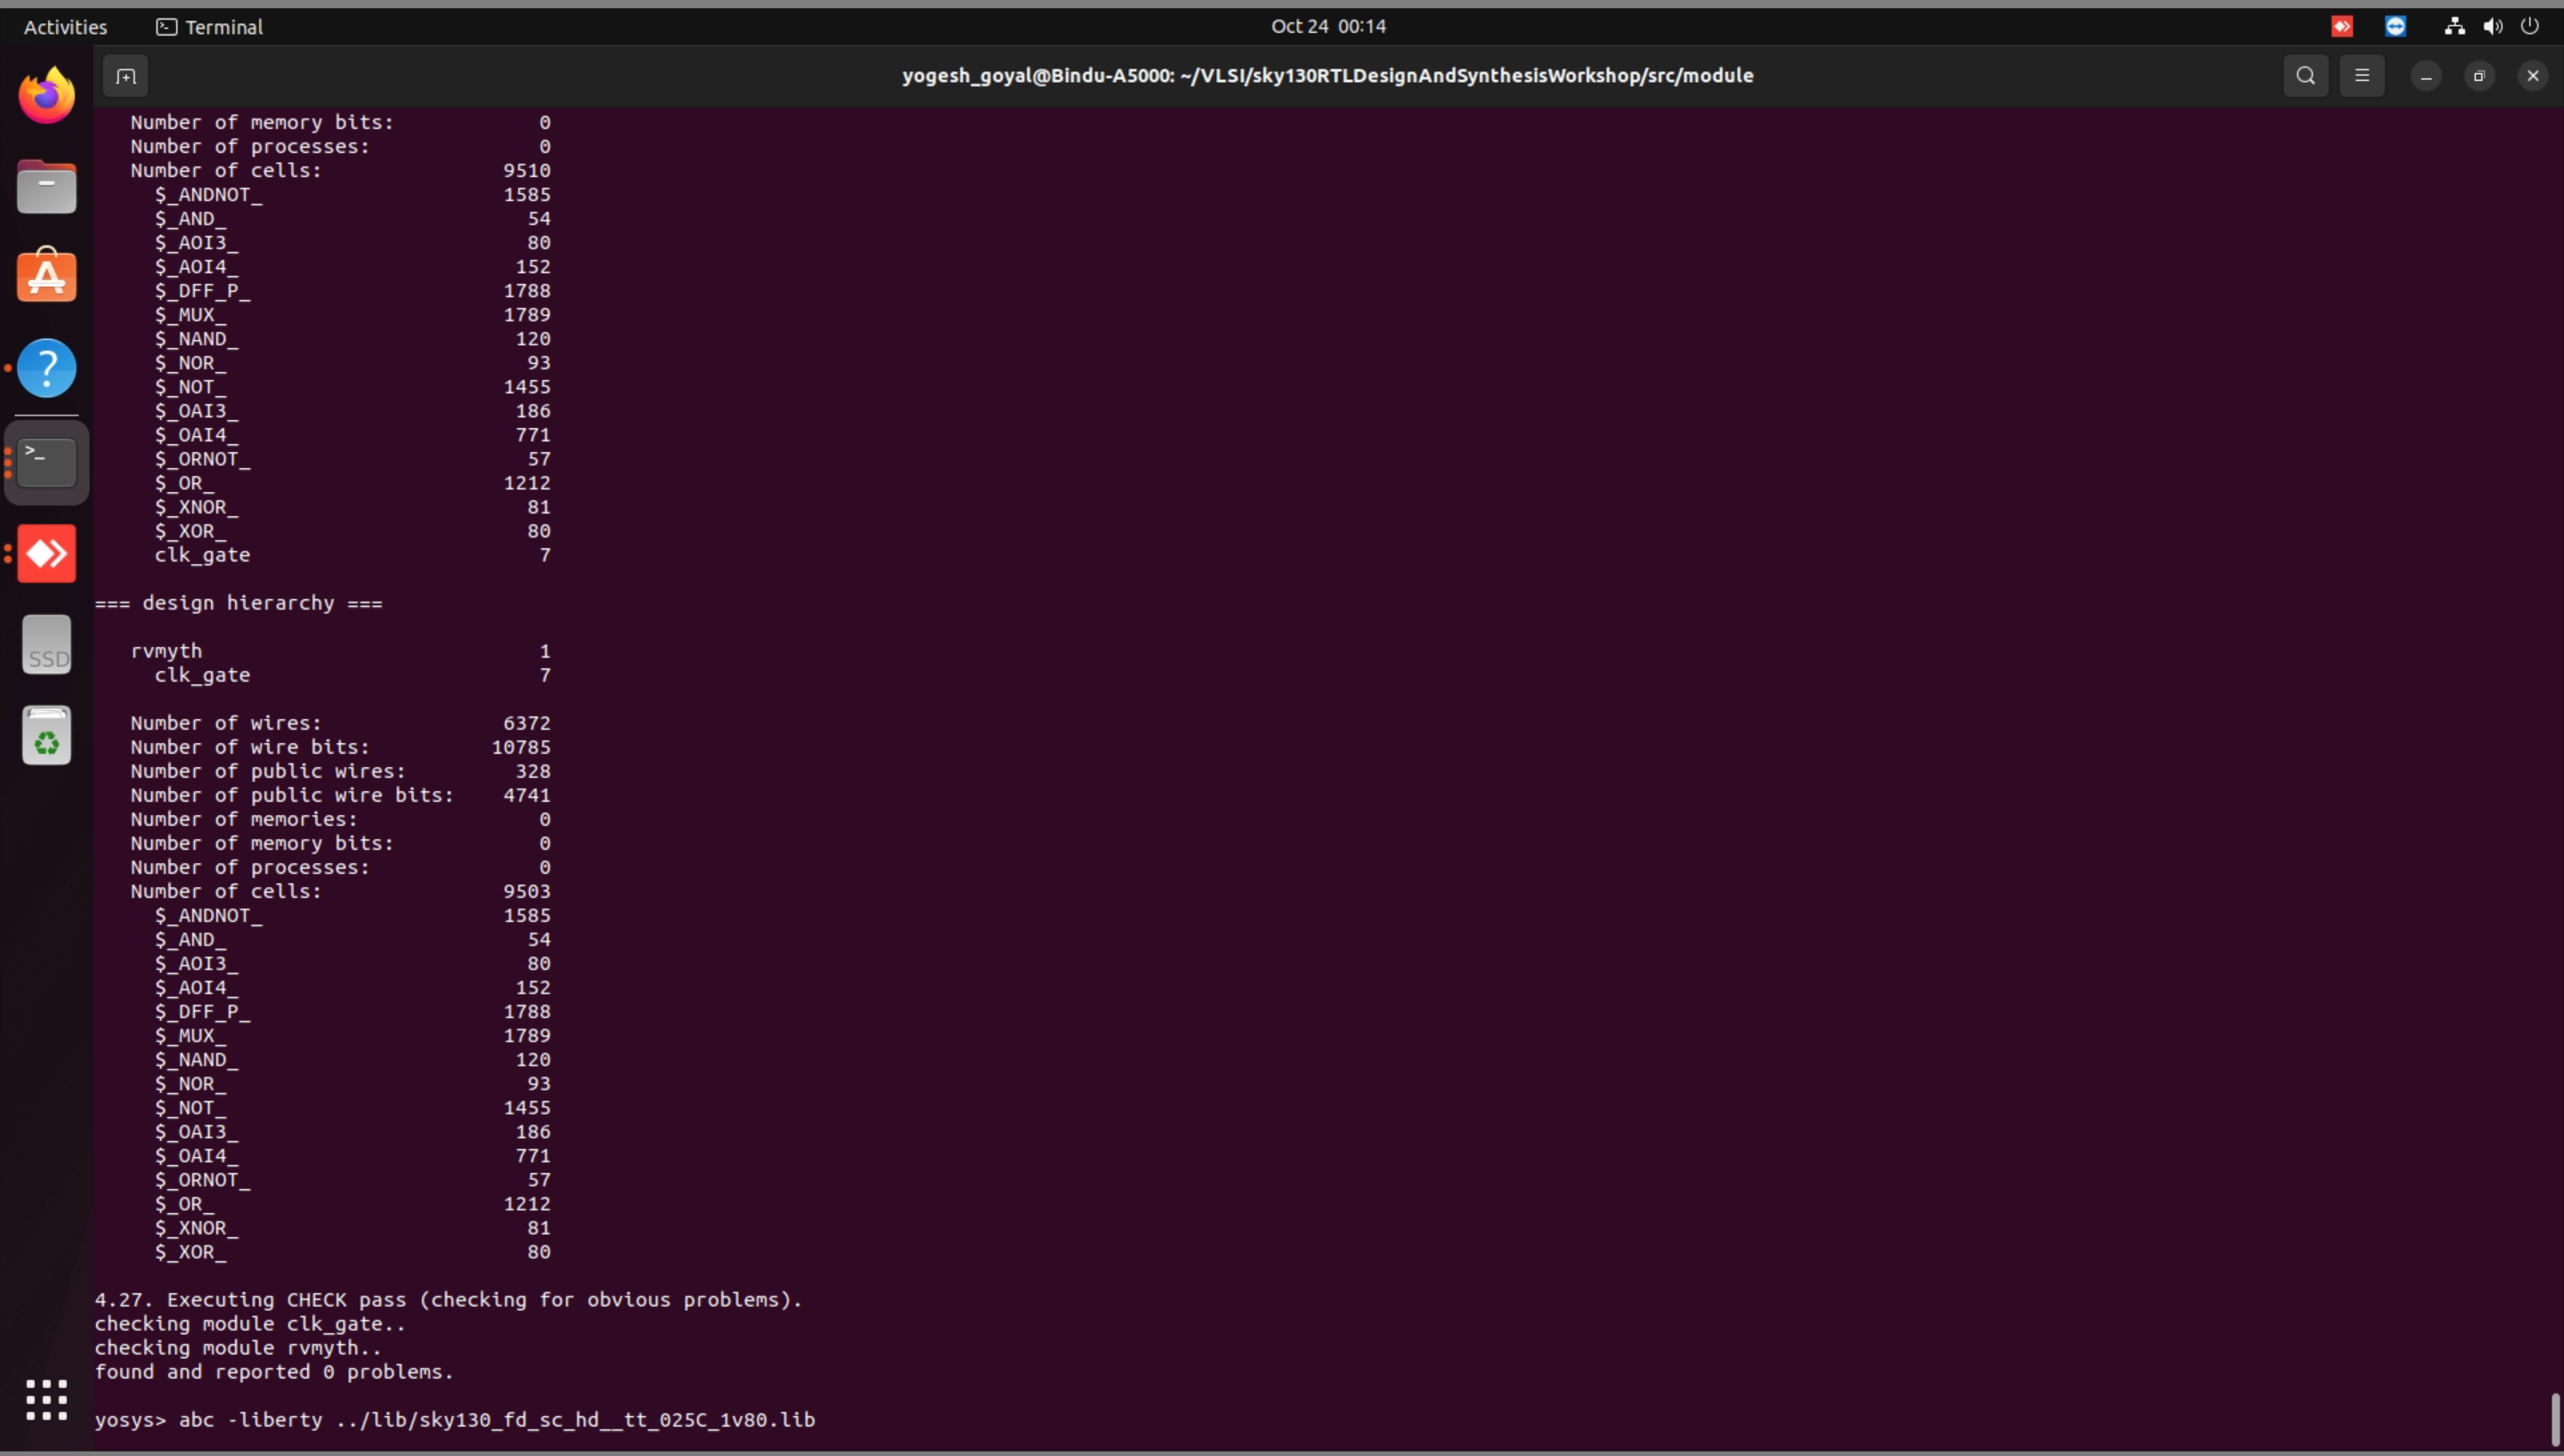 Activities
Terminal
Oct 24 00:14
yogesh_goyal@Bindu-A5000: ~/VLSI/sky130RTLDesignAndSynthesisWorkshop/src/module
Number of memory bits: 0
Number of processes: 0
Number of cells: 9510
$_ANDNOT_ 1585
$_AND_ 54
$_AOI3_ 80
$_AOI4_ 152
$_DFF_P_ 1788
$_MUX_ 1789
$_NAND_ 120
$_NOR_ 93
$_NOT_ 1455
$_OAI3_ 186
$_OAI4_ 771
$_ORNOT_ 57
$_OR_ 1212
$_XNOR_ 81
$_XOR_ 80
clk_gate 7
=== design hierarchy ===
rvmyth 1
clk_gate 7
Number of wires: 6372
Number of wire bits: 10785
Number of public wires: 328
Number of public wire bits: 4741
Number of memories: 0
Number of memory bits: 0
Number of processes: 0
Number of cells: 9503
$_ANDNOT_ 1585
$_AND_ 54
$_AOI3_ 80
$_AOI4_ 152
$_DFF_P_ 1788
$_MUX_ 1789
$_NAND_ 120
$_NOR_ 93
$_NOT_ 1455
$_OAI3_ 186
$_OAI4_ 771
$_ORNOT_ 57
$_OR_ 1212
$_XNOR_ 81
$_XOR_ 80
4.27. Executing CHECK pass (checking for obvious problems).
checking module clk_gate..
checking module rvmyth..
found and reported 0 problems.
yosys> abc -liberty ../lib/sky130_fd_sc_hd__tt_025C_1v80.lib
SSD